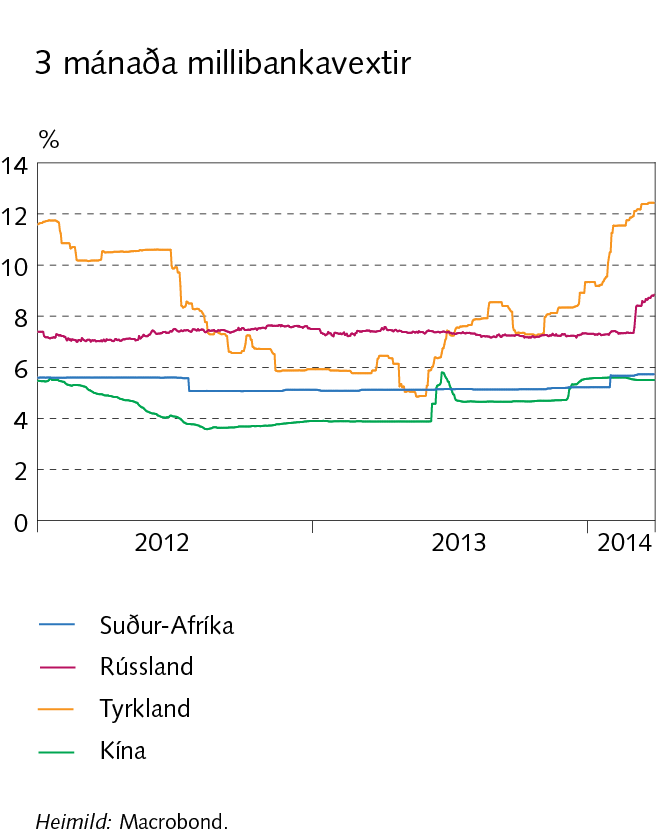 3 mánaða millibankavextir
%
14
12
10
8
6
4
2
0
2012 2013 2014
Suður-Afríka
Rússland
Tyrkland
Kína
Heimild: Macrobond.